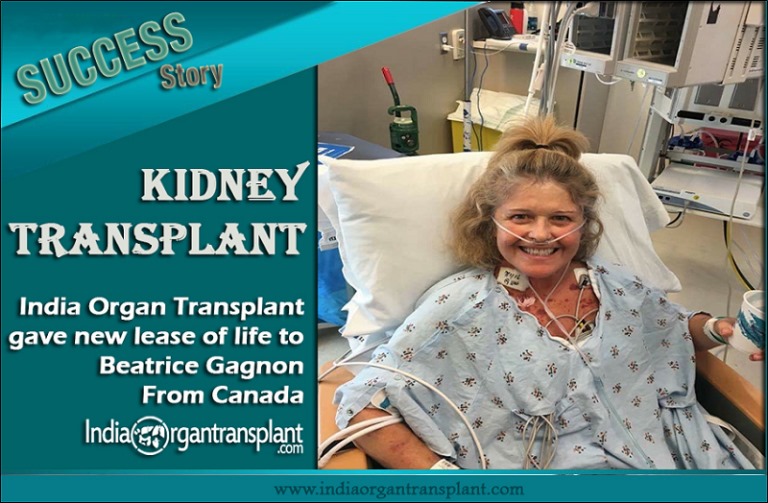 SUCCESS
Story
KIDNEY
TRANSPLANT
India Organ Transplant
gave new lease of life to
Beatrice Gagnon
From Canada
IndiaOrgantransplant
.com
www.indiaorgantransplant.com